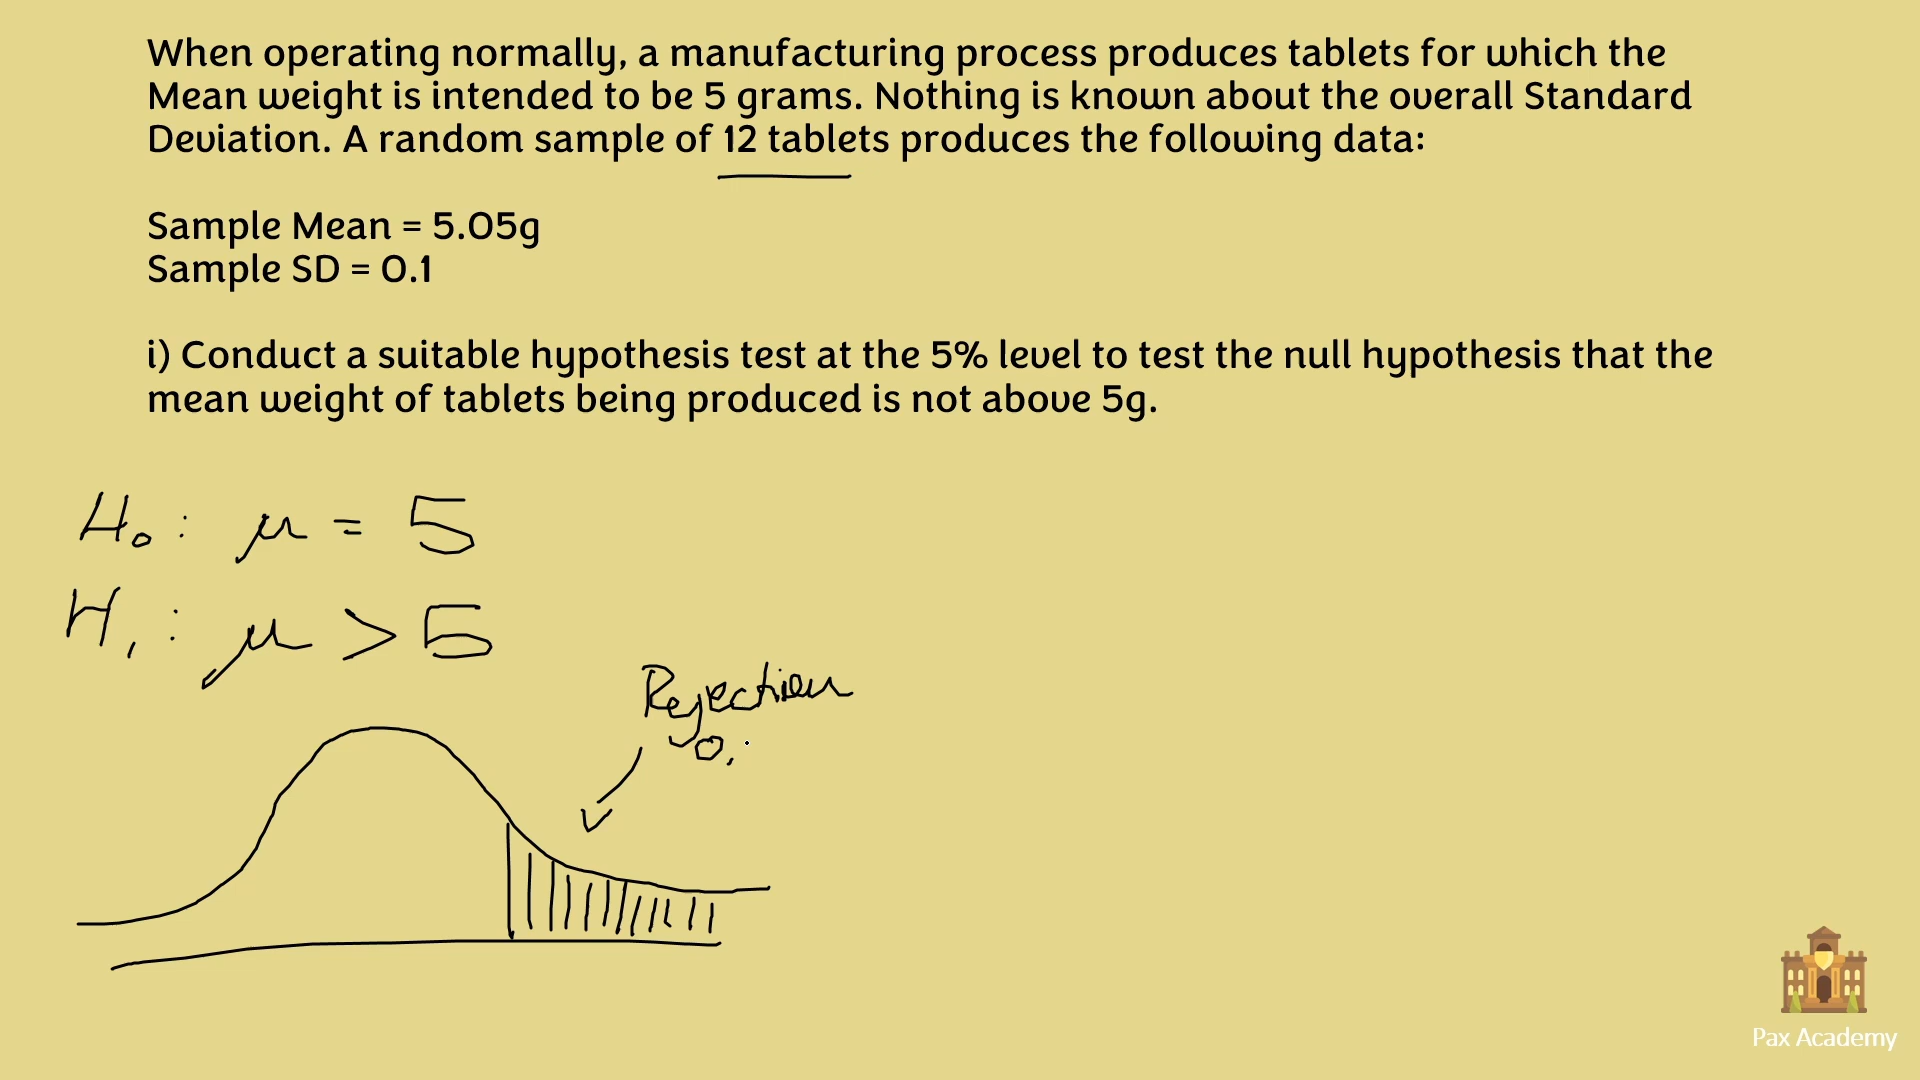 When operating normally, a manufacturing process produces tablets for which the
Mean weight is intended to be 5 grams. Nothing is known about the overall Standard
Deviation. A random sample of 12 tablets produces the following data:
Sample Mean = 5.05g
Sample SD = 0.1
i) Conduct a suitable hypothesis test at the 5% level to test the null hypothesis that the
mean weight of tablets being produced is not above 5g.
H₀: μ = 5
H₁: μ > 5
Rejection
0.
Pax Academy